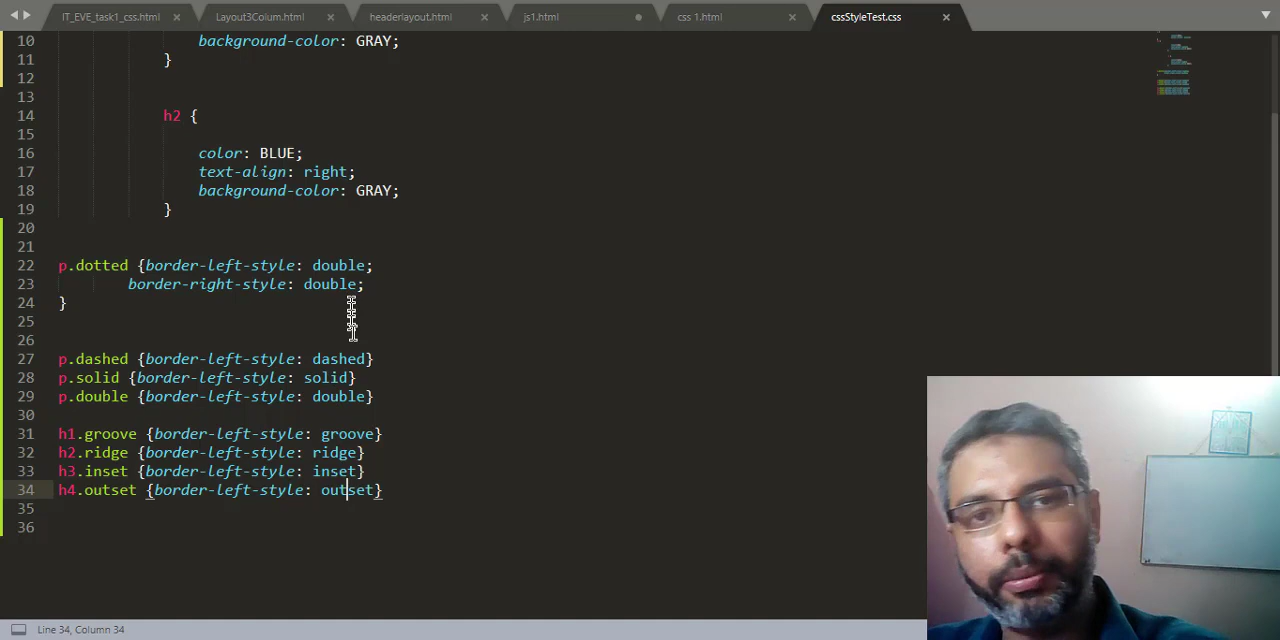 IT_EVE_task1_css.html × Layout3Colum.html × headerlayout.html × js1.html css 1.html × cssStyleTest.css ×
10 background-color: GRAY;
11 }
12
13
14 h2 {
15
16 color: BLUE;
17 text-align: right;
18 background-color: GRAY;
19 }
20
21
22 p.dotted {border-left-style: double;
23 border-right-style: double;
24 }
25
26
27 p.dashed {border-left-style: dashed}
28 p.solid {border-left-style: solid}
29 p.double {border-left-style: double}
30
31 h1.groove {border-left-style: groove}
32 h2.ridge {border-left-style: ridge}
33 h3.inset {border-left-style: inset}
34 h4.outset {border-left-style: outset}
35
36
Line 34, Column 34